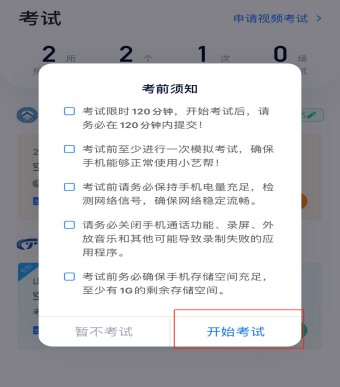 考试
申请视频考试 >
2 所 2 个 1 次 0 场
考前须知
考试限时120分钟，开始考试后，请
务必在120分钟内提交！
考试前至少进行一次模拟考试，确保
手机能够正常使用小艺帮！
考试前请务必保持手机电量充足，检
测网络信号，确保网络稳定流畅。
请务必关闭手机通话功能、录屏、外
放音乐和其他可能导致录制失败的应
用程序。
考试前务必确保手机存储空间充足，
至少有1G的剩余存储空间。
暂不考试
开始考试